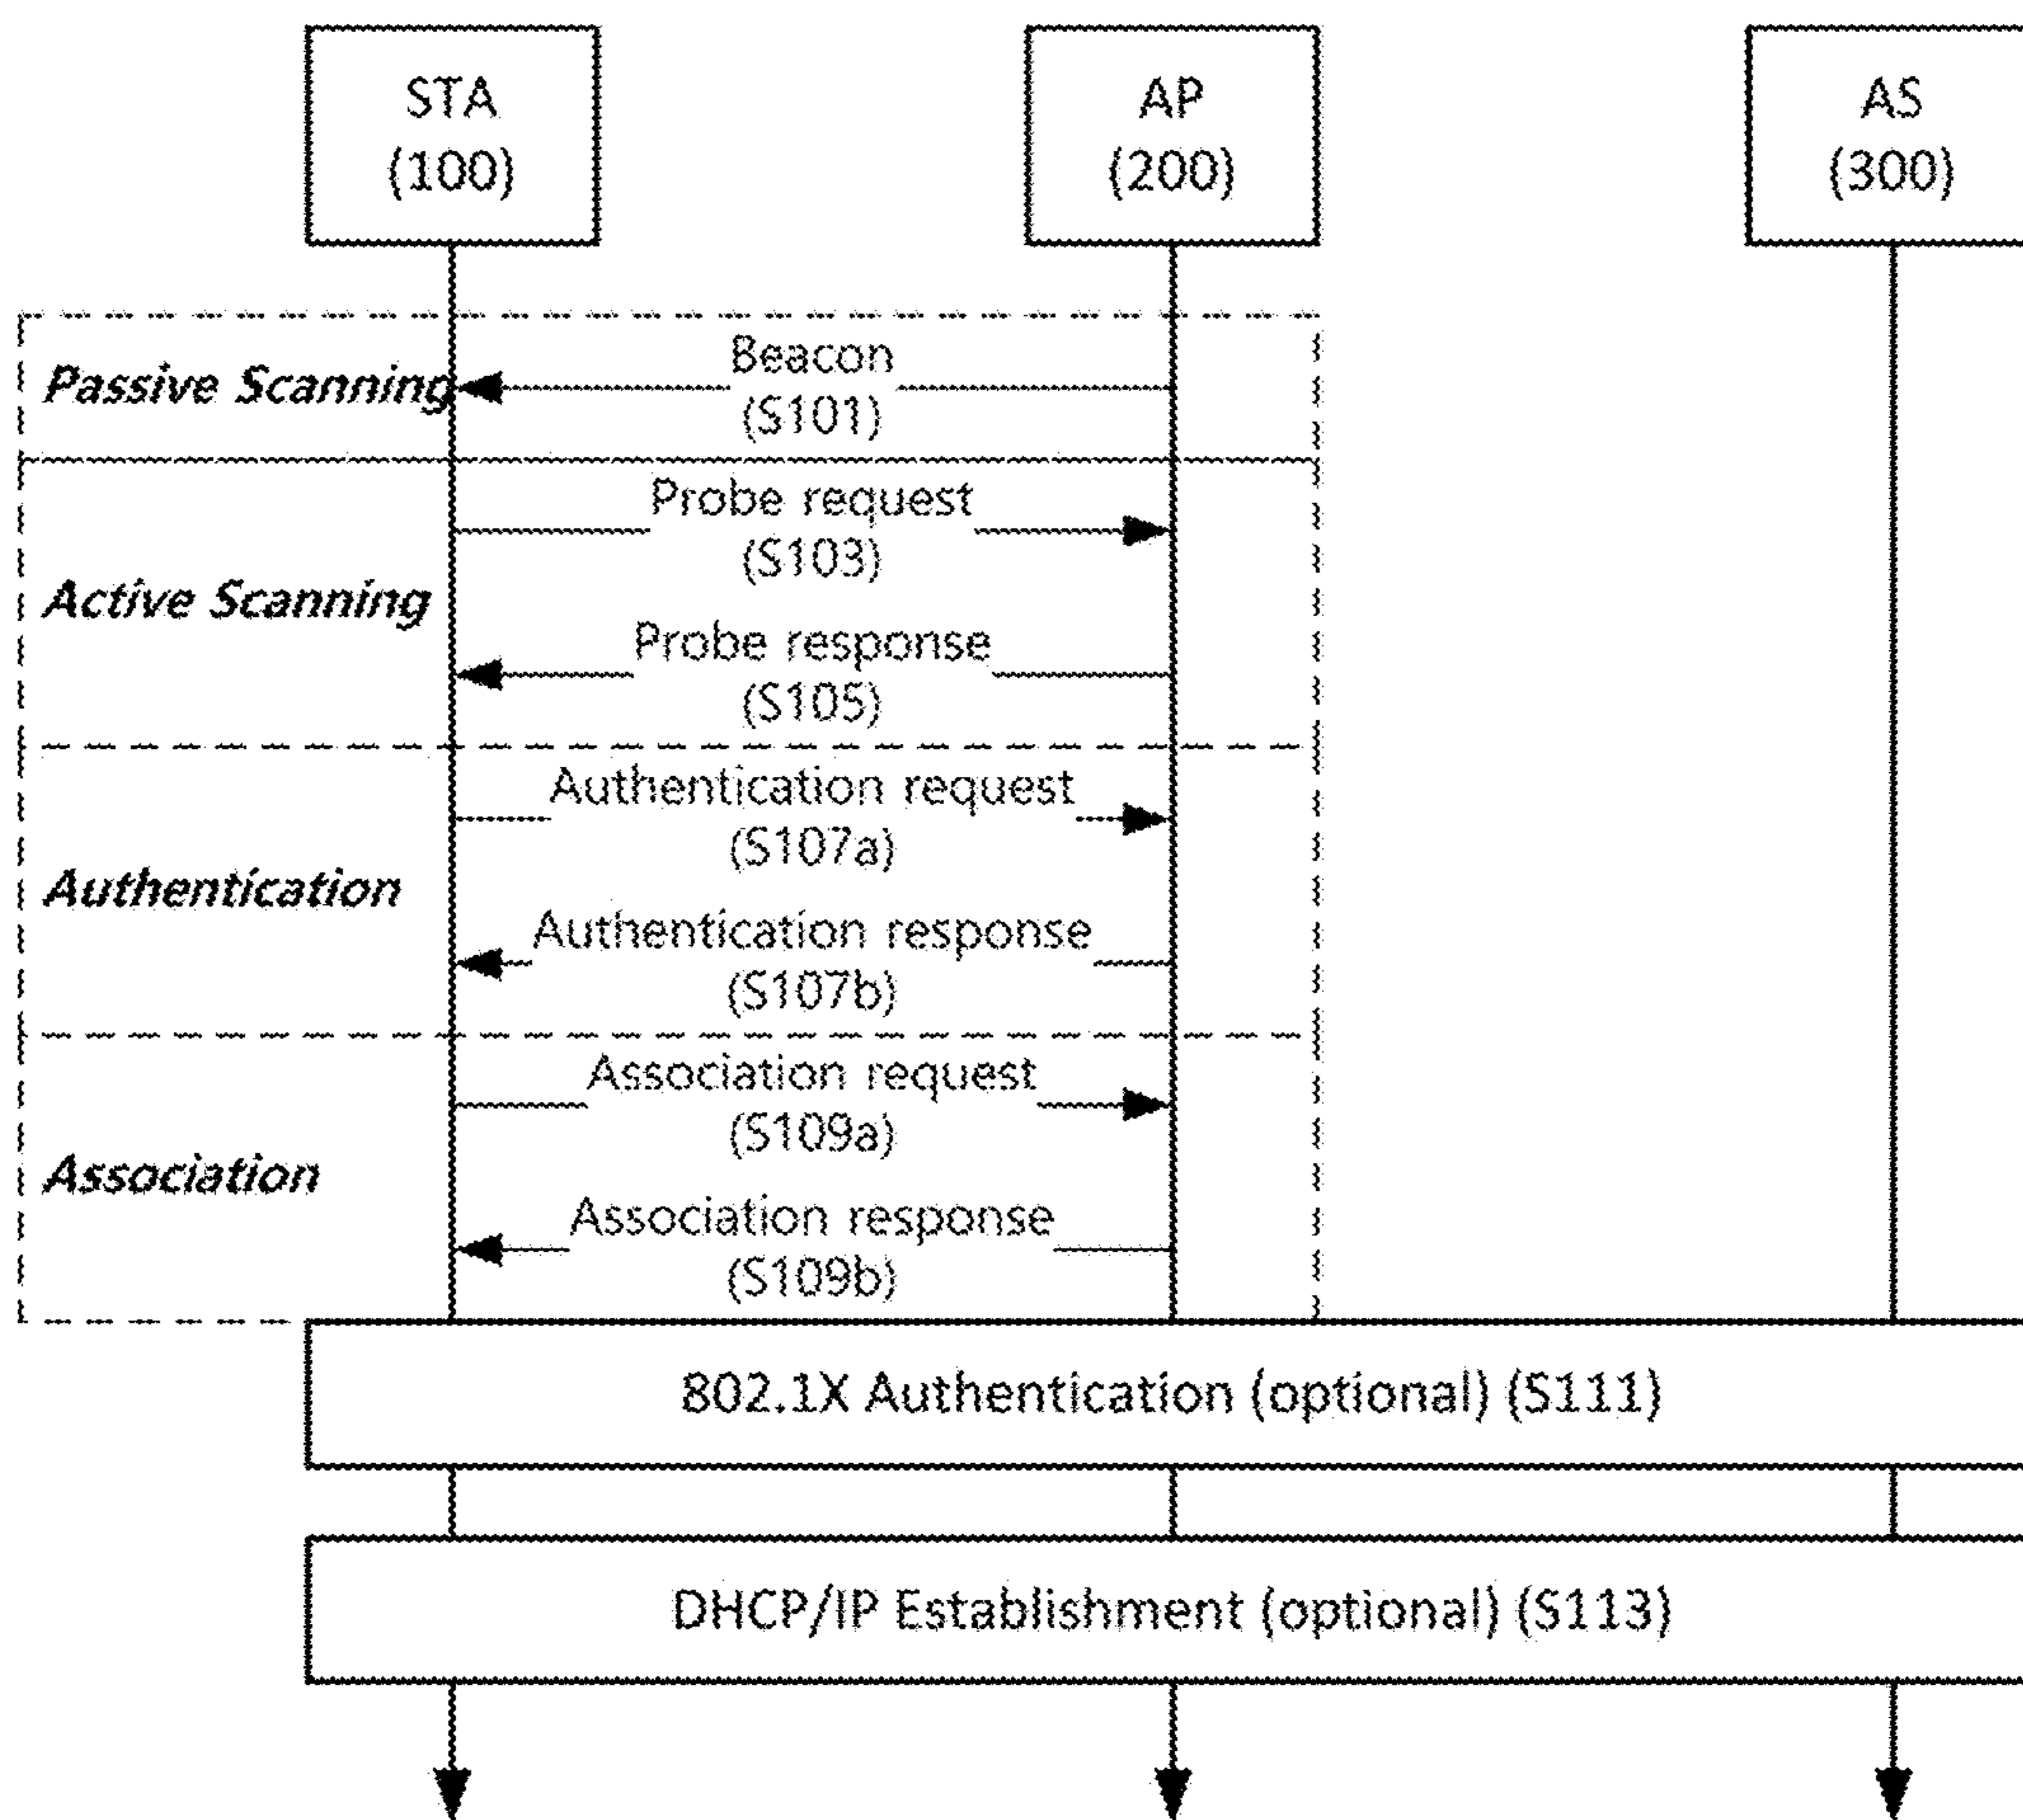 STA
(100)
AP
(200)
AS
(300)
Passive Scanning
Beacon
(S101)
Active Scanning
Probe request
(S103)
Probe response
(S105)
Authentication
Authentication request
(S107a)
Authentication response
(S107b)
Association
Association request
(S109a)
Association response
(S109b)
802.1X Authentication (optional) (S111)
DHCP/IP Establishment (optional) (S113)